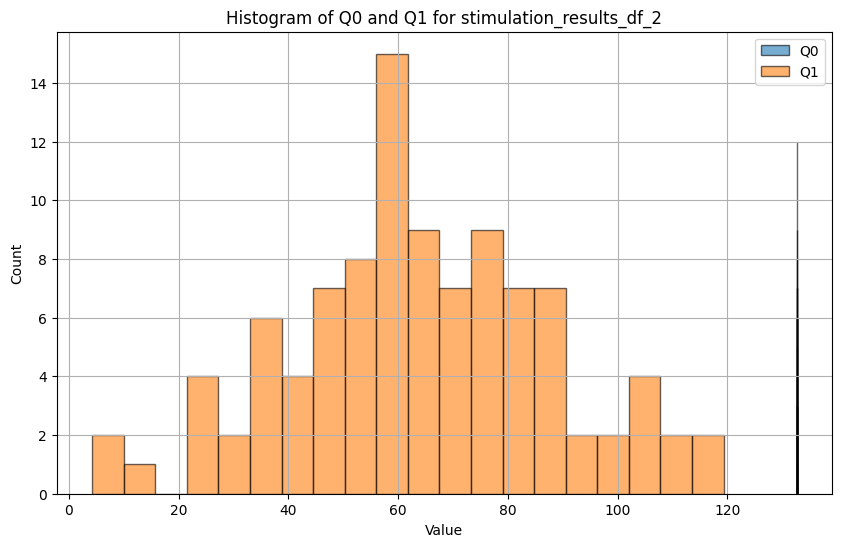 Histogram of Q0 and Q1 for stimulation_results_df_2
Q0
Q1
14
12
10
8
6
4
2
0
Count
0 20 40 60 80 100 120
Value